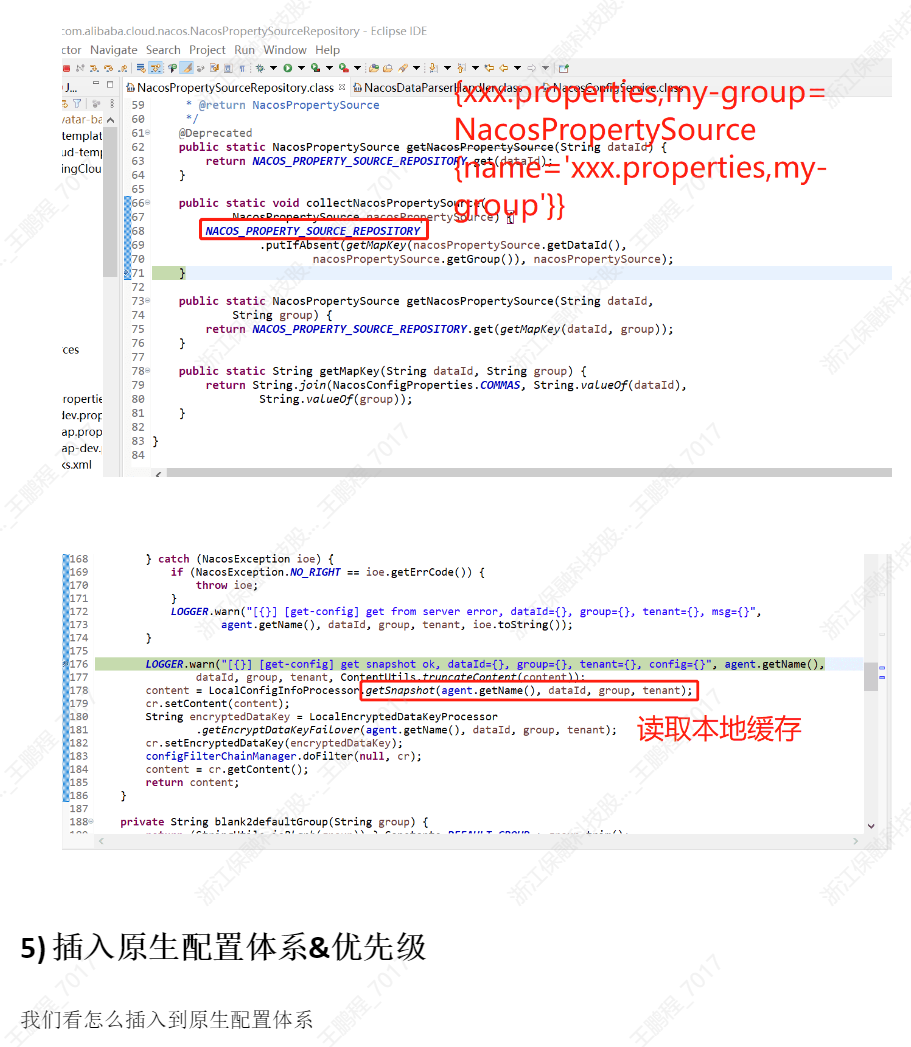 com.alibaba.cloud.nacos.NacosPropertySourceRepository - Eclipse IDE
ctor Navigate Search Project Run Window Help
J... NacosPropertySourceRepository.class NacosDataParserHandler.class NacosConfigService.class
{xxx.properties,my-group=
NacosPropertySource
{name='xxx.properties,my-
group'}}
59 * @return NacosPropertySource
60 */
61 @Deprecated
62 public static NacosPropertySource getNacosPropertySource(String dataId) {
63 return NACOS_PROPERTY_SOURCE_REPOSITORY.get(dataId);
64 }
65
66 public static void collectNacosPropertySource(
67 NacosPropertySource nacosPropertySource) {
68 NACOS_PROPERTY_SOURCE_REPOSITORY
69 .putIfAbsent(getMapKey(nacosPropertySource.getDataId(),
70 nacosPropertySource.getGroup()), nacosPropertySource);
71 }
72
73 public static NacosPropertySource getNacosPropertySource(String dataId,
74 String group) {
75 return NACOS_PROPERTY_SOURCE_REPOSITORY.get(getMapKey(dataId, group));
76 }
77
78 public static String getMapKey(String dataId, String group) {
79 return String.join(NacosConfigProperties.COMMAS, String.valueOf(dataId),
80 String.valueOf(group));
81 }
82
83 }
84
vatar-ba
templat
ud-temp
ingClou
ces
ropertie
dev.prop
ap.prop
ap-dev.
ks.xml
168 } catch (NacosException ioe) {
169 if (NacosException.NO_RIGHT == ioe.getErrCode()) {
170 throw ioe;
171 }
172 LOGGER.warn("[{}] [get-config] get from server error, dataId={}, group={}, tenant={}, msg={}",
173 agent.getName(), dataId, group, tenant, ioe.toString());
174 }
175
176 LOGGER.warn("[{}] [get-config] get snapshot ok, dataId={}, group={}, tenant={}, config={}", agent.getName(),
177 dataId, group, tenant, ContentUtils.truncateContent(content));
178 content = LocalConfigInfoProcessor.getSnapshot(agent.getName(), dataId, group, tenant);
179 cr.setContent(content);
180 String encryptedDataKey = LocalEncryptedDataKeyProcessor
181 .getEncryptDataKeyFailover(agent.getName(), dataId, group, tenant);
182 cr.setEncryptedDataKey(encryptedDataKey);
183 configFilterChainManager.doFilter(null, cr);
184 content = cr.getContent();
185 return content;
186 }
187
188 private String blank2defaultGroup(String group) {
读取本地缓存
5) 插入原生配置体系&优先级
我们看怎么插入到原生配置体系
浙江保融科技股…_王鹏程_7017